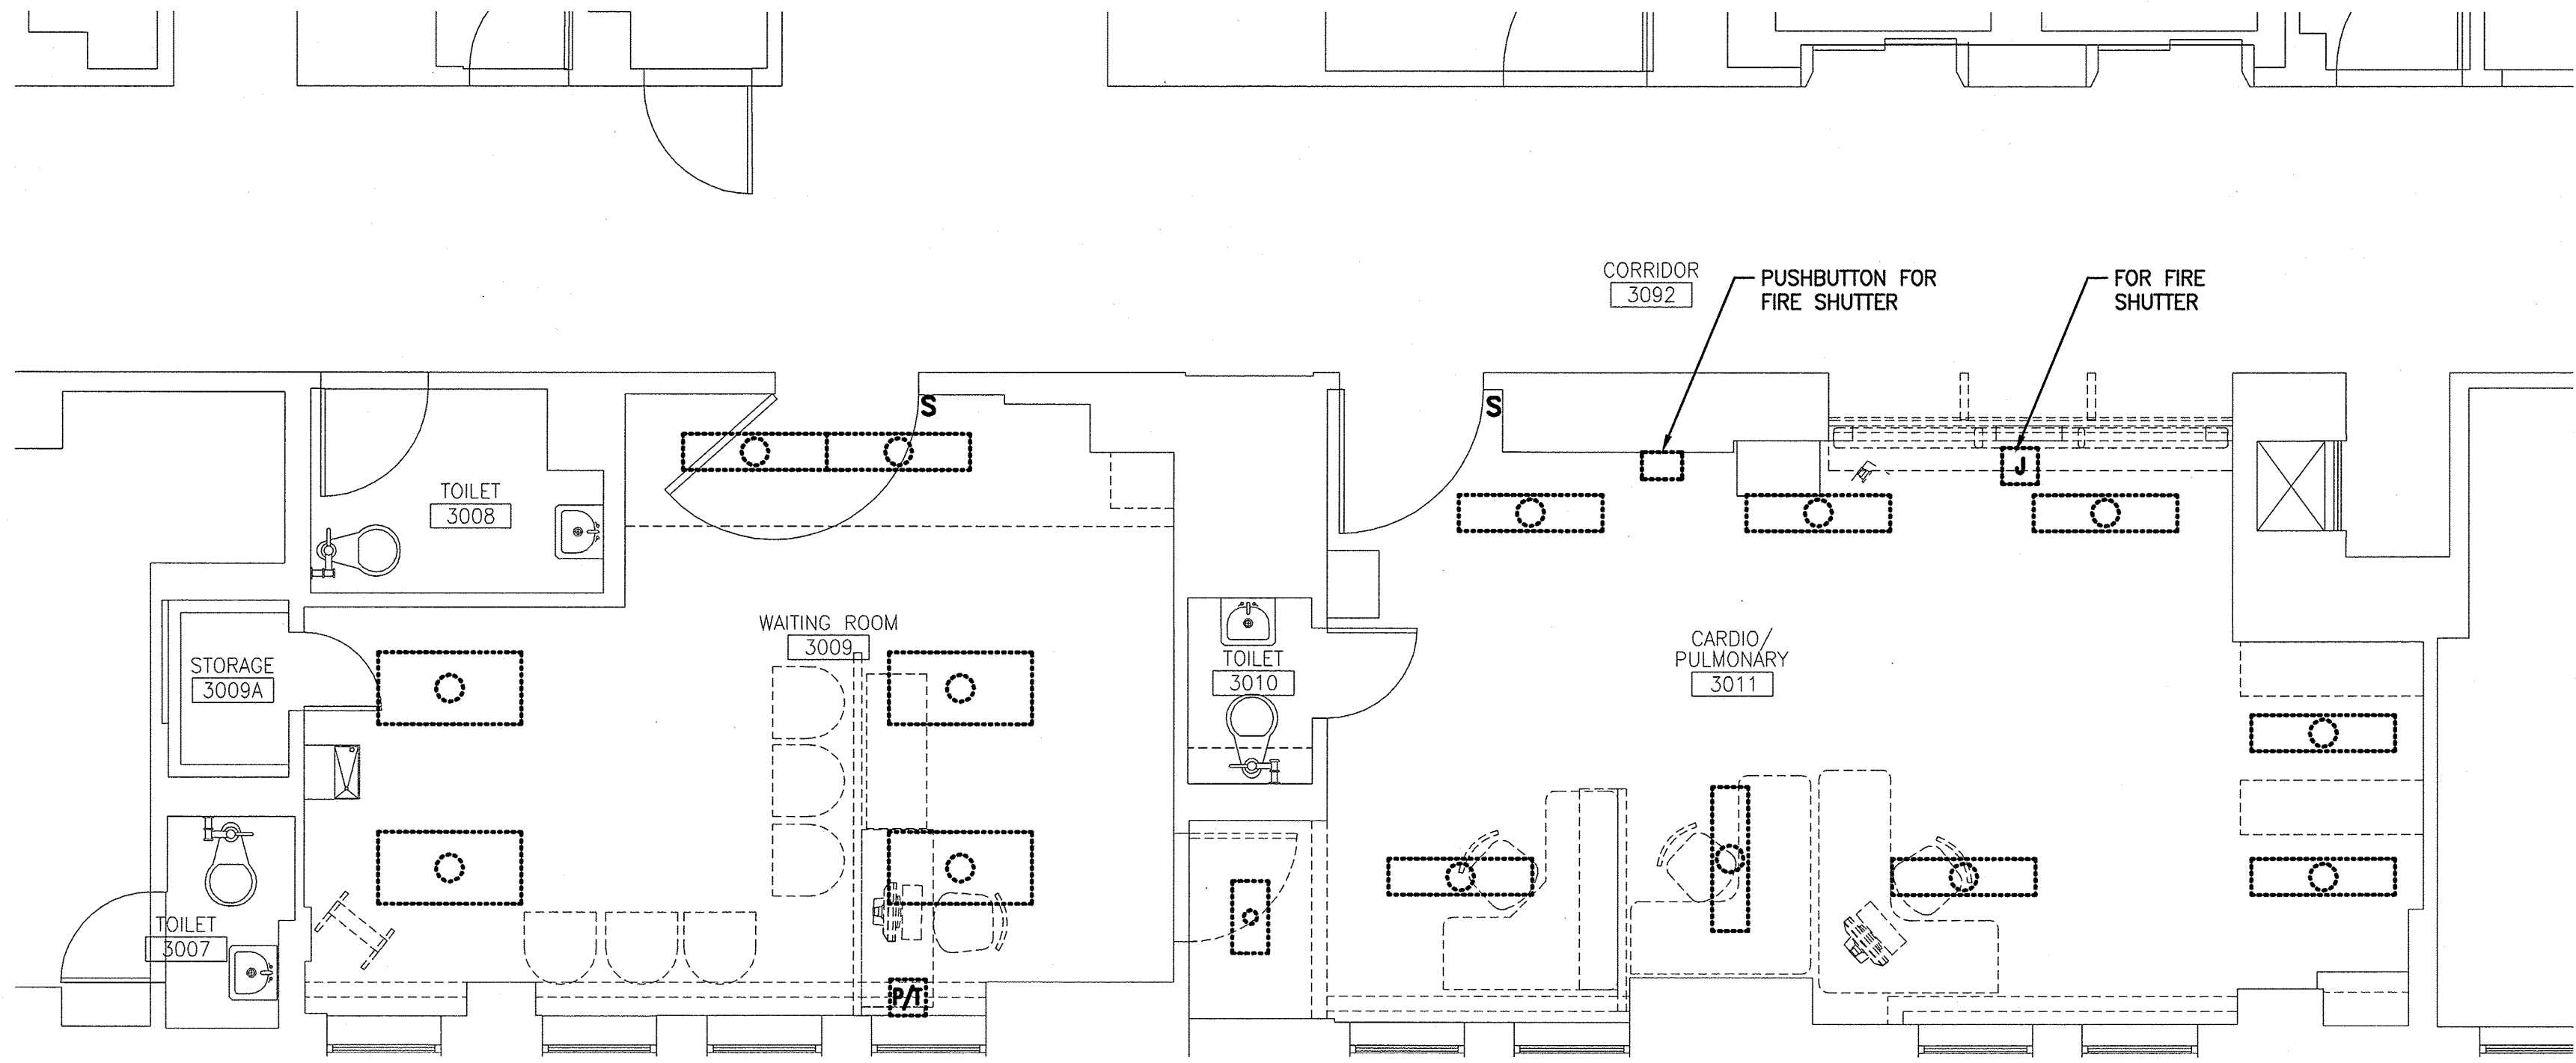 CORRIDOR
3092
PUSHBUTTON FOR
FIRE SHUTTER
FOR FIRE
SHUTTER
S
S
J
TOILET
3008
WAITING ROOM
3009
STORAGE
3009A
TOILET
3010
CARDIO/
PULMONARY
3011
TOILET
3007
P/T